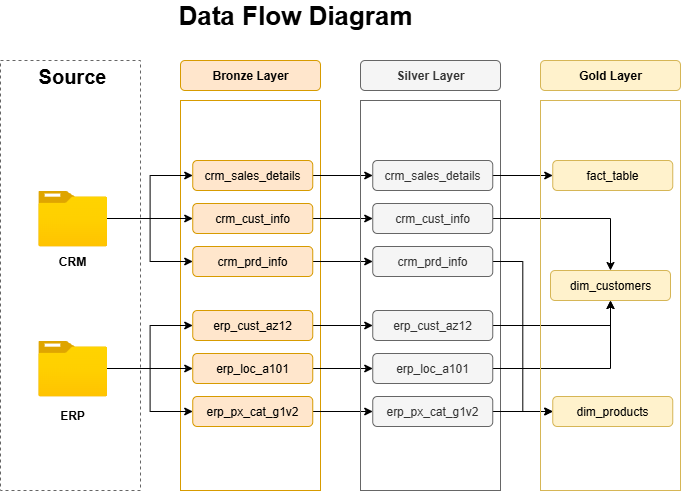 Data Flow Diagram
Source
Bronze Layer
Silver Layer
Gold Layer
crm_sales_details
crm_sales_details
fact_table
crm_cust_info
crm_cust_info
CRM
crm_prd_info
crm_prd_info
dim_customers
erp_cust_az12
erp_cust_az12
erp_loc_a101
erp_loc_a101
ERP
erp_px_cat_g1v2
erp_px_cat_g1v2
dim_products